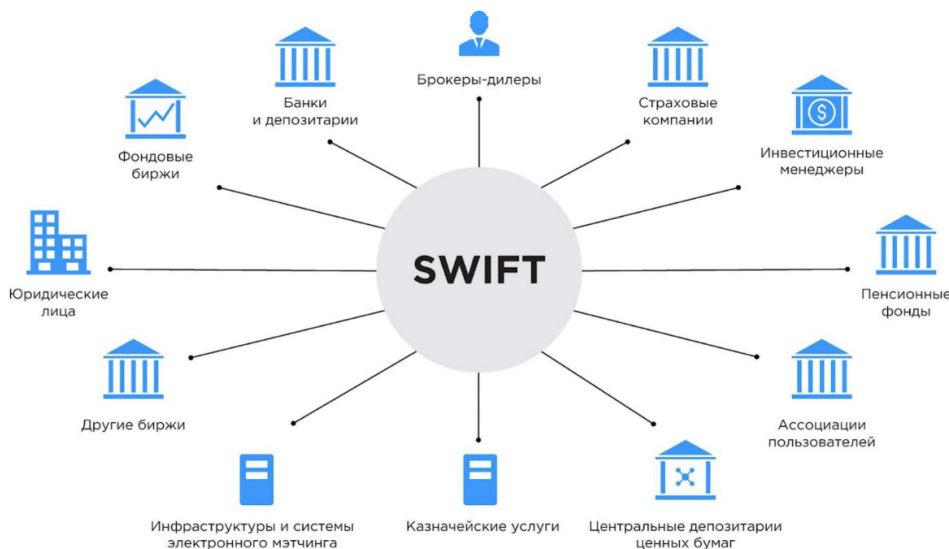 Брокеры-дилеры
Банки
и депозитарии
Страховые
компании
Фондовые
биржи
Инвестиционные
менеджеры
SWIFT
Юридические
лица
Пенсионные
фонды
Другие биржи
Ассоциации
пользователей
Инфраструктуры и системы
электронного мэтчинга
Казначейские услуги
Центральные депозитарии
ценных бумаг